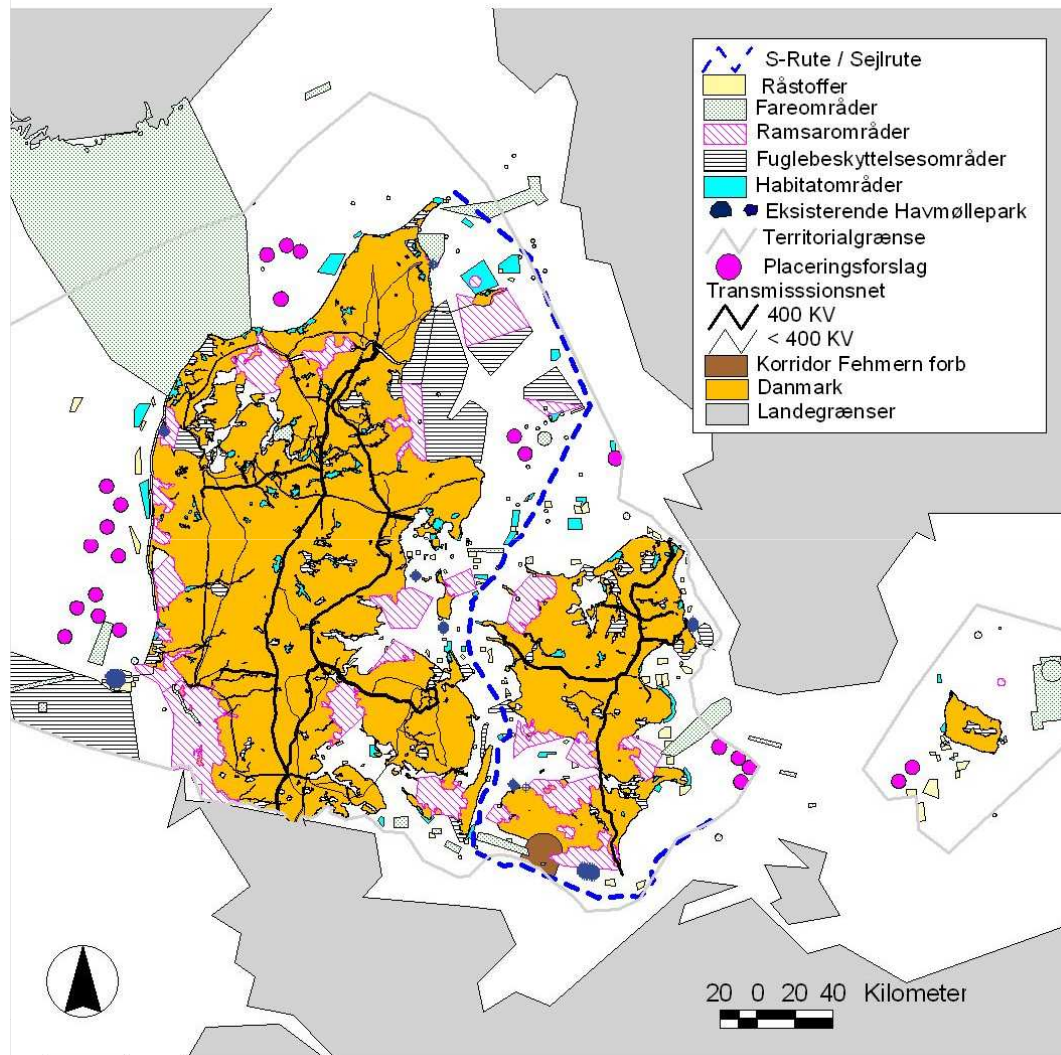 S-Rute / Sejlrute
Råstoffer
Fareområder
Ramsarområder
Fuglebeskyttelsesområder
Habitatområder
Eksisterende Havmøllepark
Territorialgrænse
Placeringsforslag
Transmisssionsnet
400 KV
< 400 KV
Korridor Fehmern forb
Danmark
Landegrænser
20 0 20 40 Kilometer